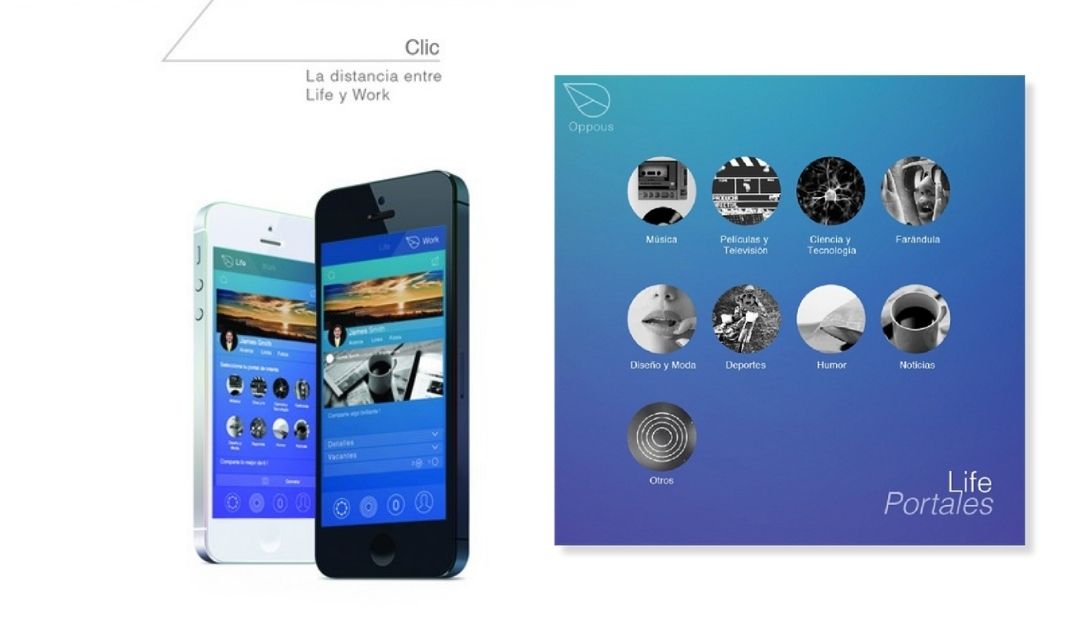 Clic
La distancia entre
Life y Work
Life
Work
James Smith
Acerca Links Fotos
Selecciona tu portal de interés
Música
Comparte lo mejor de ti !
Life
Work
James Smith
Acerca Links Fotos
Comparte algo brillante !
Detalles
Vacantes
Oppous
Música
Películas y
Televisión
Ciencia y
Tecnología
Farándula
Diseño y Moda
Deportes
Humor
Noticias
Otros
Life
Portales